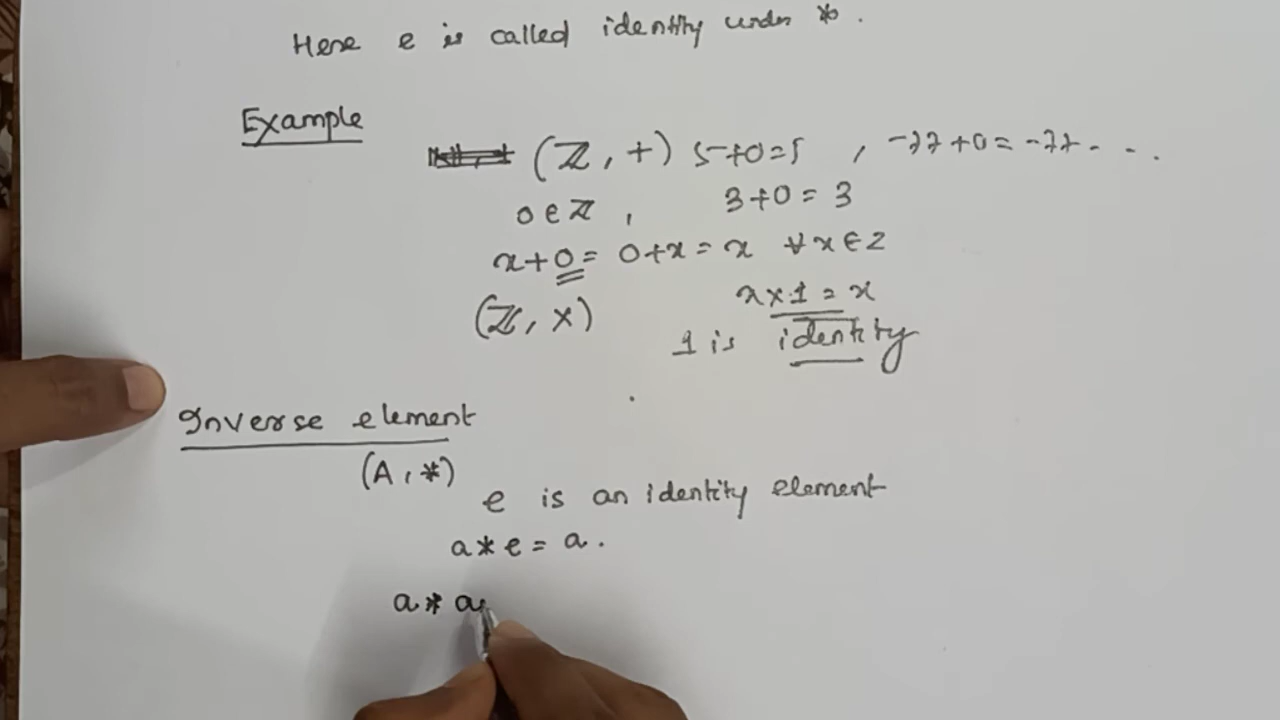 Here e is called identity under *.
Example
(ℤ, +) 5+0=5 , -77+0=-77- - .
0 ∈ ℤ , 3+0 = 3
x+0 = 0+x = x ∀ x ∈ Z
(ℤ, ×) x×1 = x
1 is identity
Inverse element
(A, *)
e is an identity element
a * e = a.
a * a